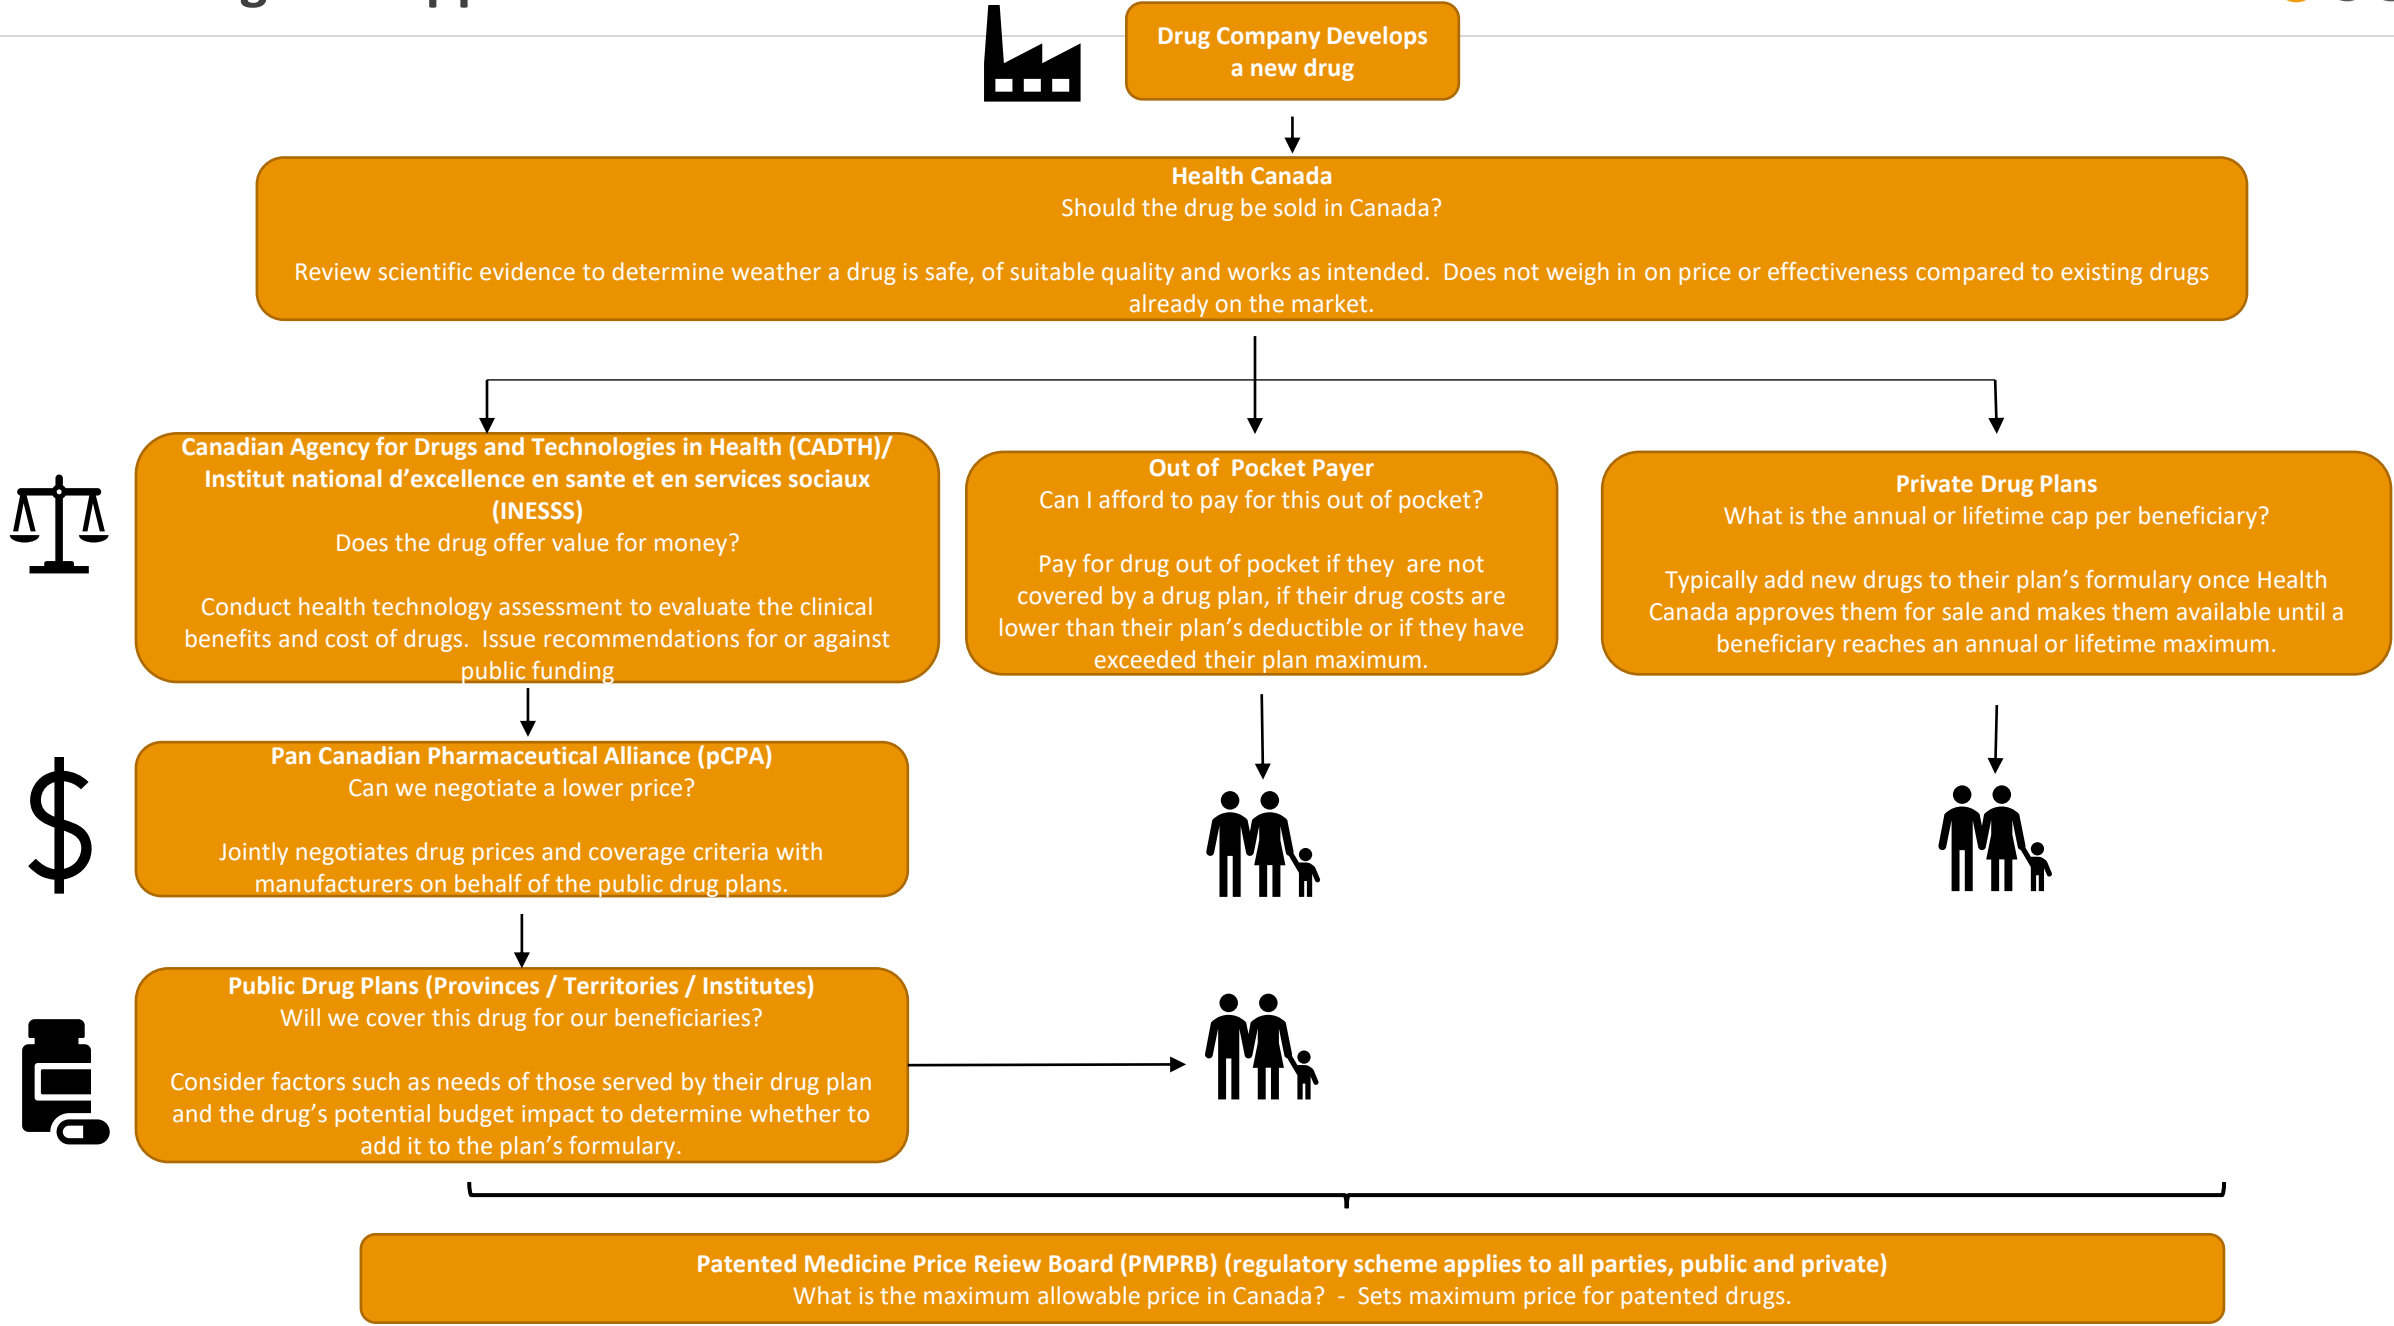 Drug Company Develops
a new drug
Health Canada
Should the drug be sold in Canada?
Review scientific evidence to determine weather a drug is safe, of suitable quality and works as intended.  Does not weigh in on price or effectiveness compared to existing drugs
already on the market.
Canadian Agency for Drugs and Technologies in Health (CADTH)/
Institut national d’excellence en sante et en services sociaux
(INESSS)
Does the drug offer value for money?
Conduct health technology assessment to evaluate the clinical
benefits and cost of drugs.  Issue recommendations for or against
public funding
Out of  Pocket Payer
Can I afford to pay for this out of pocket?
Pay for drug out of pocket if they  are not
covered by a drug plan, if their drug costs are
lower than their plan’s deductible or if they have
exceeded their plan maximum.
Private Drug Plans
What is the annual or lifetime cap per beneficiary?
Typically add new drugs to their plan’s formulary once Health
Canada approves them for sale and makes them available until a
beneficiary reaches an annual or lifetime maximum.
Pan Canadian Pharmaceutical Alliance (pCPA)
Can we negotiate a lower price?
Jointly negotiates drug prices and coverage criteria with
manufacturers on behalf of the public drug plans.
Public Drug Plans (Provinces / Territories / Institutes)
Will we cover this drug for our beneficiaries?
Consider factors such as needs of those served by their drug plan
and the drug’s potential budget impact to determine whether to
add it to the plan’s formulary.
Patented Medicine Price Reiew Board (PMPRB) (regulatory scheme applies to all parties, public and private)
What is the maximum allowable price in Canada?  -  Sets maximum price for patented drugs.